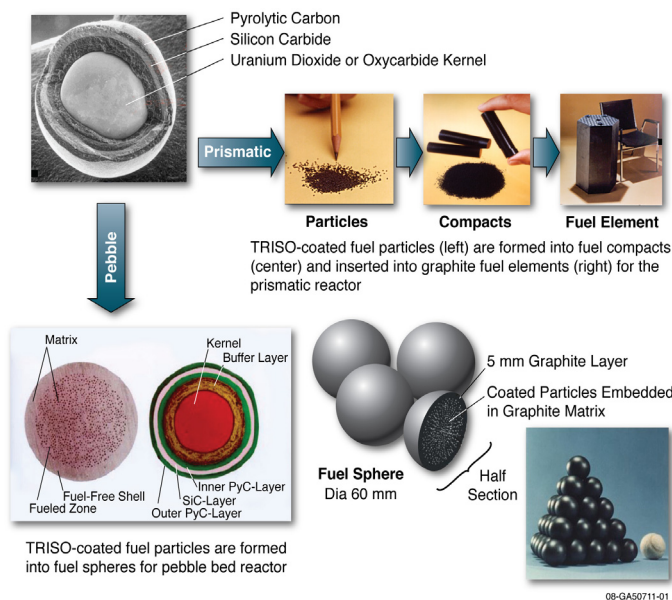 Pyrolytic Carbon
Silicon Carbide
Uranium Dioxide or Oxycarbide Kernel
Prismatic
Particles
Compacts
Fuel Element
TRISO-coated fuel particles (left) are formed into fuel compacts
(center) and inserted into graphite fuel elements (right) for the
prismatic reactor
Pebble
Matrix
Kernel
Buffer Layer
Fuel-Free Shell
Fueled Zone
Inner PyC-Layer
SiC-Layer
Outer PyC-Layer
TRISO-coated fuel particles are formed
into fuel spheres for pebble bed reactor
5 mm Graphite Layer
Coated Particles Embedded
in Graphite Matrix
Fuel Sphere
Dia 60 mm
Half
Section
08-GA50711-01